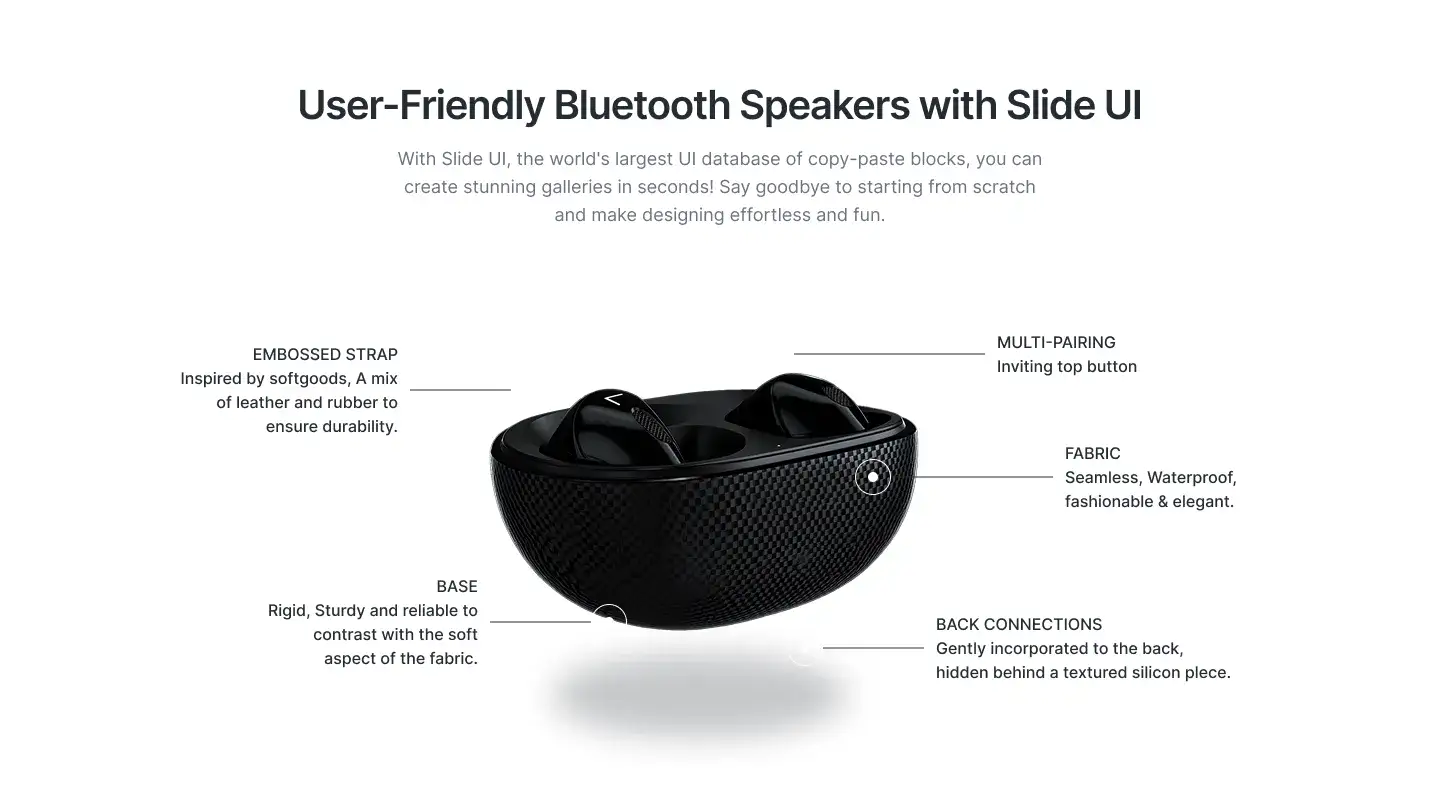 User-Friendly Bluetooth Speakers with Slide UI
With Slide UI, the world's largest UI database of copy-paste blocks, you can
create stunning galleries in seconds! Say goodbye to starting from scratch
and make designing effortless and fun.
EMBOSSED STRAP
Inspired by softgoods, A mix
of leather and rubber to
ensure durability.
MULTI-PAIRING
Inviting top button
FABRIC
Seamless, Waterproof,
fashionable & elegant.
BASE
Rigid, Sturdy and reliable to
contrast with the soft
aspect of the fabric.
BACK CONNECTIONS
Gently incorporated to the back,
hidden behind a textured silicon plece.